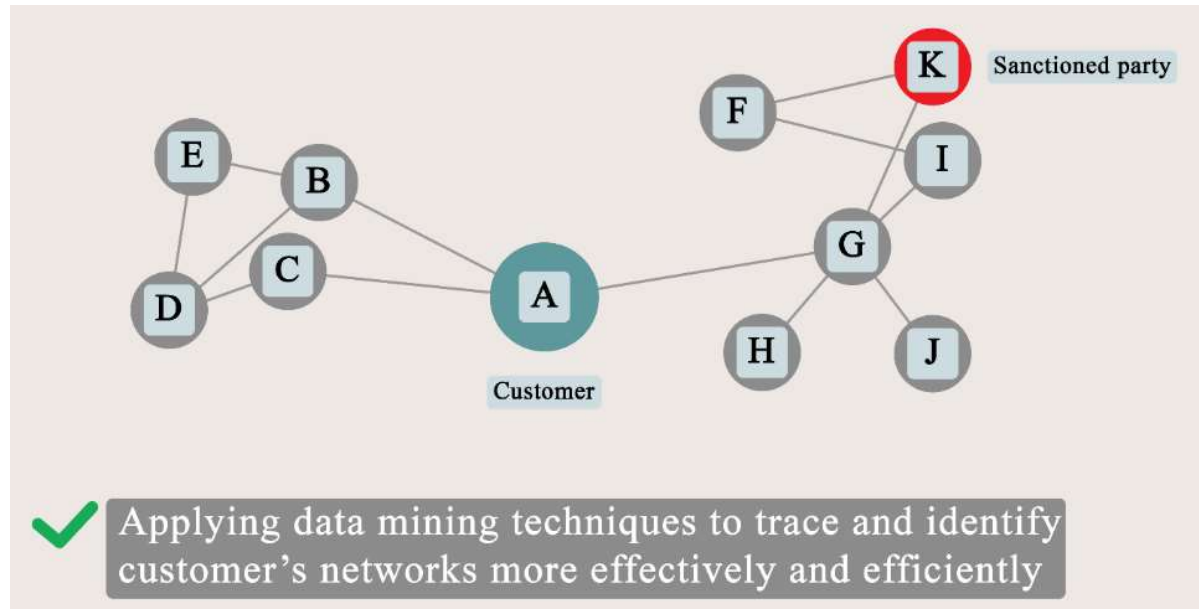 K
Sanctioned party
F
E
I
B
G
C
A
D
H
J
Customer
Applying data mining techniques to trace and identify
customer's networks more effectively and efficiently